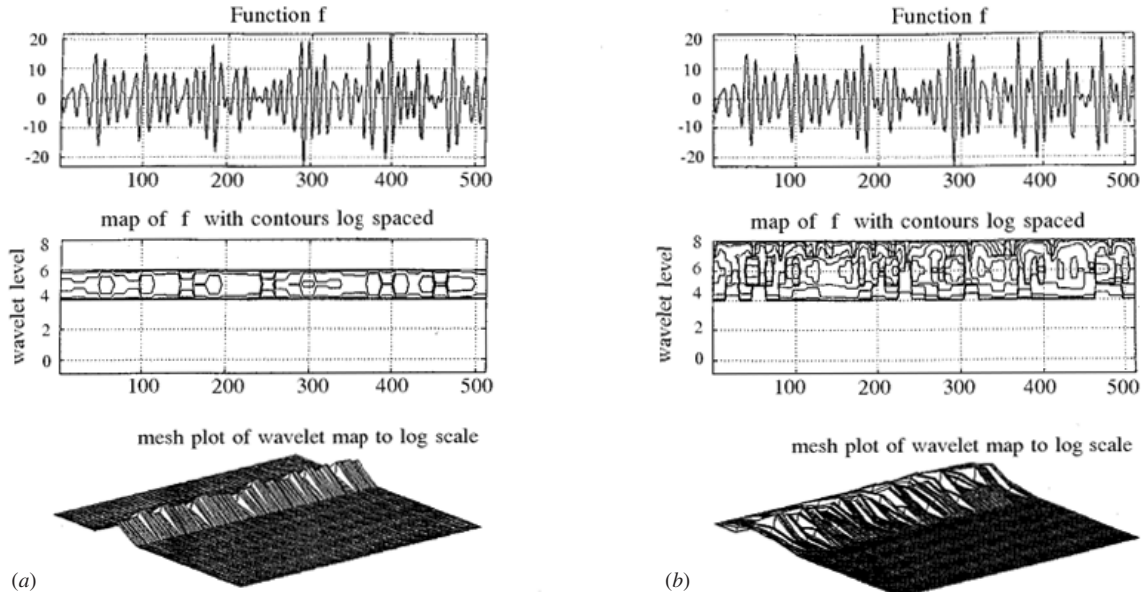 Function f
20
10
0
-10
-20
100 200 300 400 500
map of f with contours log spaced
wavelet level
8
6
4
2
0
100 200 300 400 500
mesh plot of wavelet map to log scale
(a)
Function f
20
10
0
-10
-20
100 200 300 400 500
map of f with contours log spaced
wavelet level
8
6
4
2
0
100 200 300 400 500
mesh plot of wavelet map to log scale
(b)